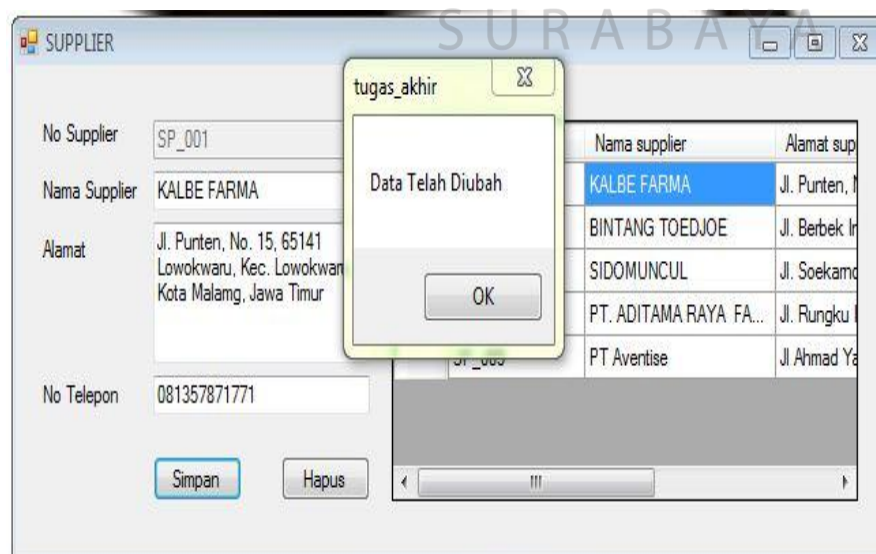 SURABAYA
SUPPLIER
tugas_akhir
Data Telah Diubah
OK
No Supplier
SP_001
Nama Supplier
KALBE FARMA
Alamat
Jl. Punten, No. 15, 65141
Lowokwaru, Kec. Lowokwaru
Kota Malamg, Jawa Timur
No Telepon
081357871771
Simpan
Hapus
Nama supplier Alamat sup
KALBE FARMA Jl. Punten,
BINTANG TOEDJOE Jl. Berbek In
SIDOMUNCUL Jl. Soekarno
PT. ADITAMA RAYA FA... Jl. Rungku
PT Aventise Jl Ahmad Ya